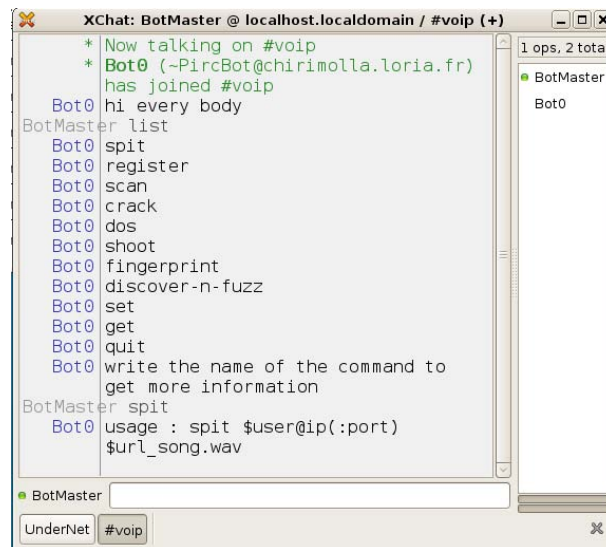 XChat: BotMaster @ localhost.localdomain / #voip (+)
* Now talking on #voip
* Bot0 (~PircBot@chirimolla.loria.fr)
has joined #voip
Bot0 hi every body
BotMaster list
Bot0 spit
Bot0 register
Bot0 scan
Bot0 crack
Bot0 dos
Bot0 shoot
Bot0 fingerprint
Bot0 discover-n-fuzz
Bot0 set
Bot0 get
Bot0 quit
Bot0 write the name of the command to
get more information
BotMaster spit
Bot0 usage : spit $user@ip(:port)
$url_song.wav
1 ops, 2 tota
BotMaster
Bot0
BotMaster
UnderNet #voip